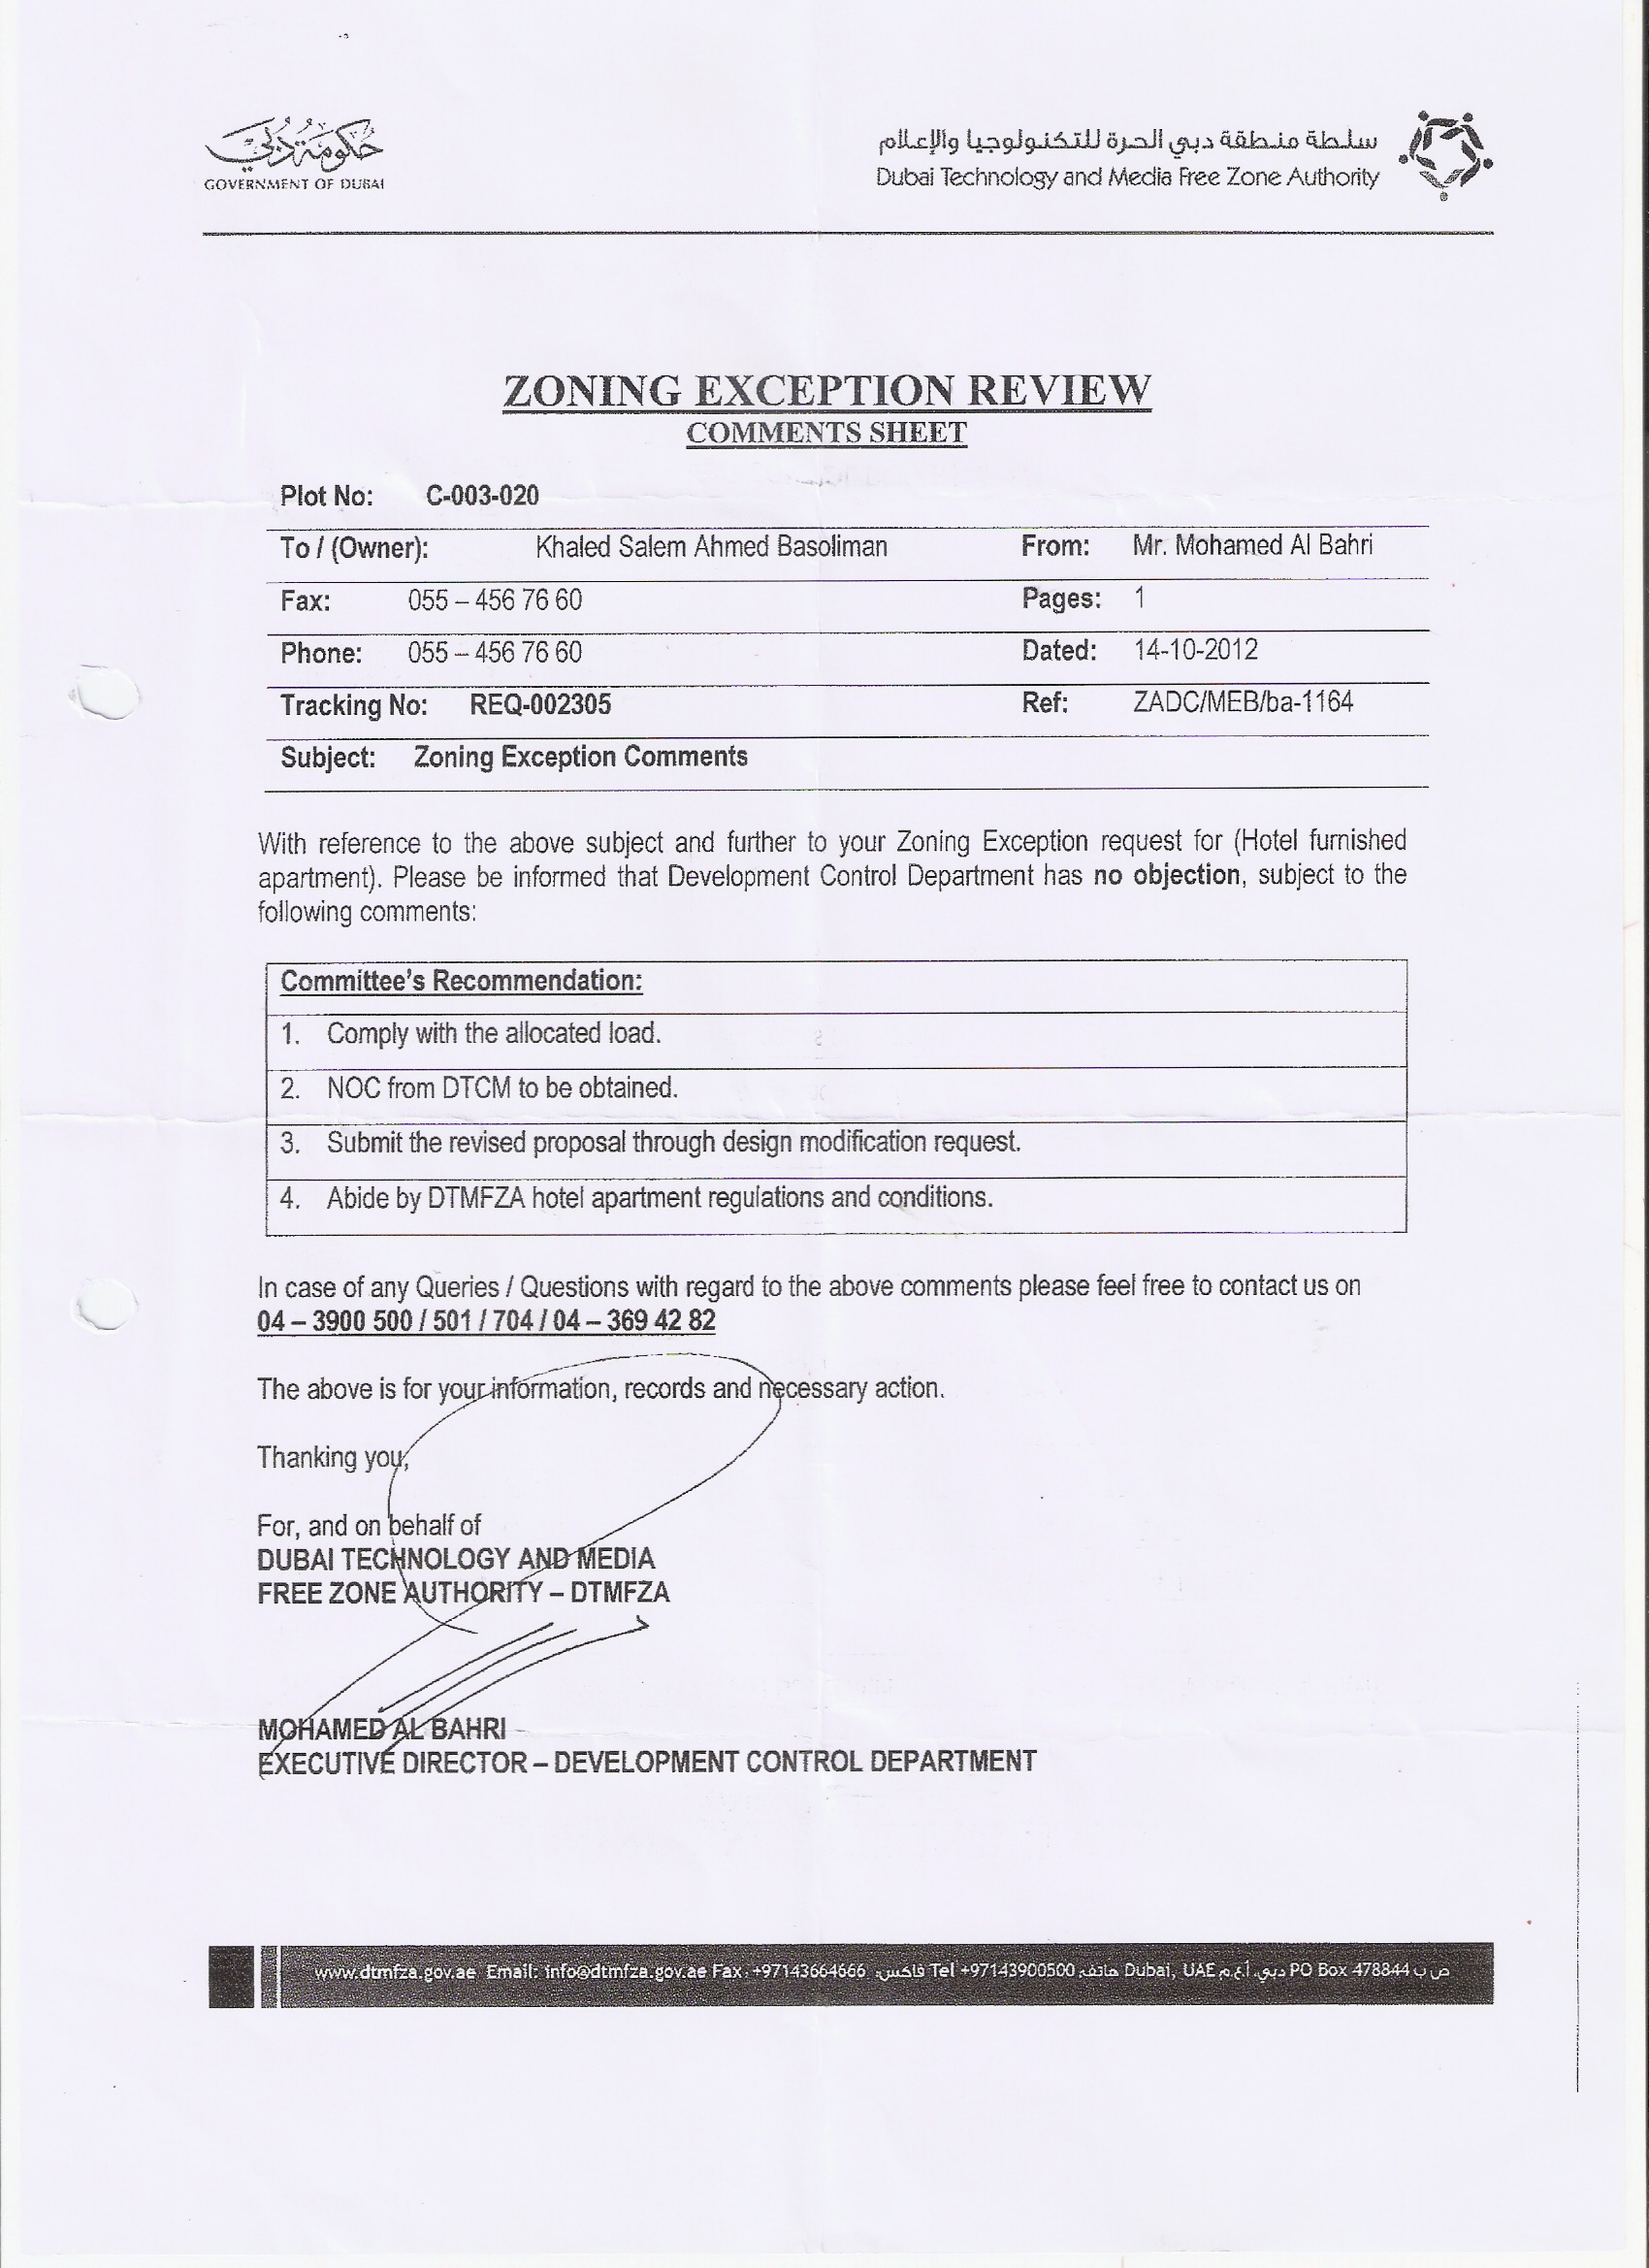 حكومة دبي
GOVERNMENT OF DUBAI
سلطة منطقة دبي الحرة للتكنولوجيا والإعلام
Dubai Technology and Media Free Zone Authority
ZONING EXCEPTION REVIEW
COMMENTS SHEET
Plot No: C-003-020
To / (Owner): Khaled Salem Ahmed Basoliman From: Mr. Mohamed Al Bahri
Fax: 055 – 456 76 60 Pages: 1
Phone: 055 – 456 76 60 Dated: 14-10-2012
Tracking No: REQ-002305 Ref: ZADC/MEB/ba-1164
Subject: Zoning Exception Comments
With reference to the above subject and further to your Zoning Exception request for (Hotel furnished
apartment). Please be informed that Development Control Department has no objection, subject to the
following comments:
Committee's Recommendation:
1. Comply with the allocated load.
2. NOC from DTCM to be obtained.
3. Submit the revised proposal through design modification request.
4. Abide by DTMFZA hotel apartment regulations and conditions.
In case of any Queries / Questions with regard to the above comments please feel free to contact us on
04 – 3900 500 / 501 / 704 / 04 – 369 42 82
The above is for your information, records and necessary action.
Thanking you,
For, and on behalf of
DUBAI TECHNOLOGY AND MEDIA
FREE ZONE AUTHORITY – DTMFZA
MOHAMED AL BAHRI
EXECUTIVE DIRECTOR – DEVELOPMENT CONTROL DEPARTMENT
www.dtmfza.gov.ae Email: info@dtmfza.gov.ae Fax: +97143664666 فاكس: Tel +97143900500 هاتف: Dubai, UAE دبي، أ.ع.م PO Box 478844 ص ب